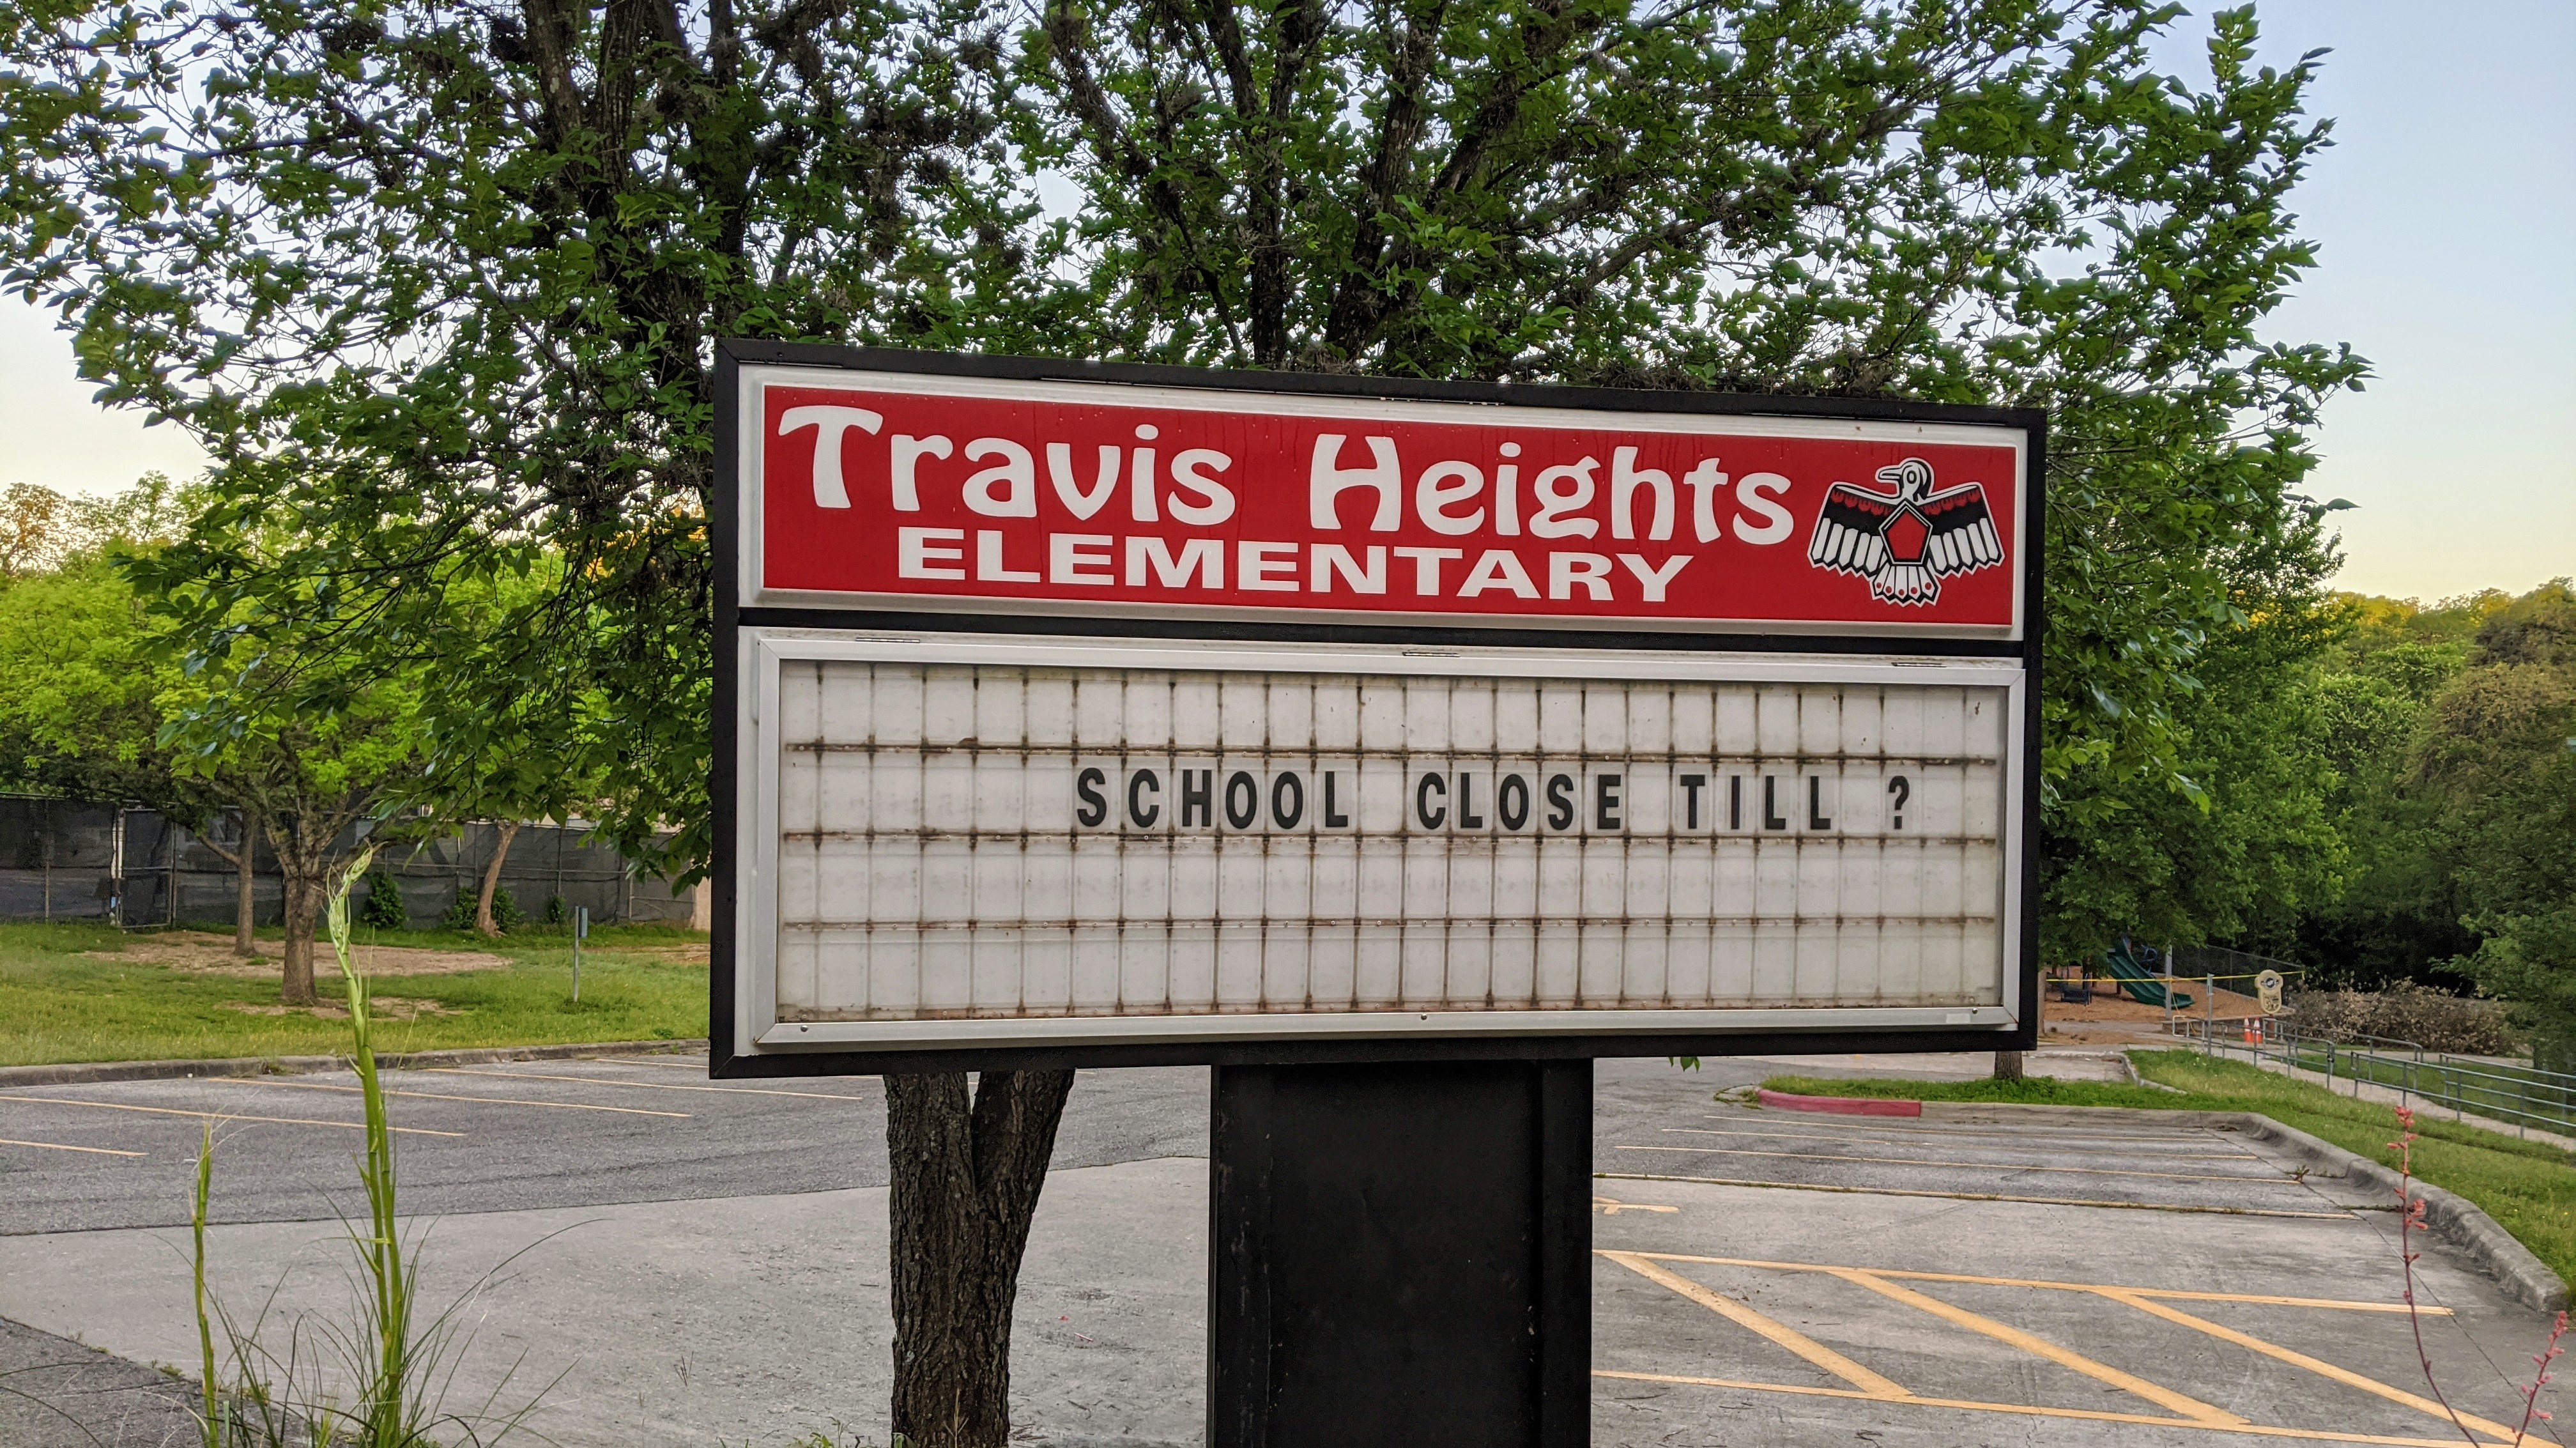 Travis Heights
ELEMENTARY
SCHOOL CLOSE TILL ?